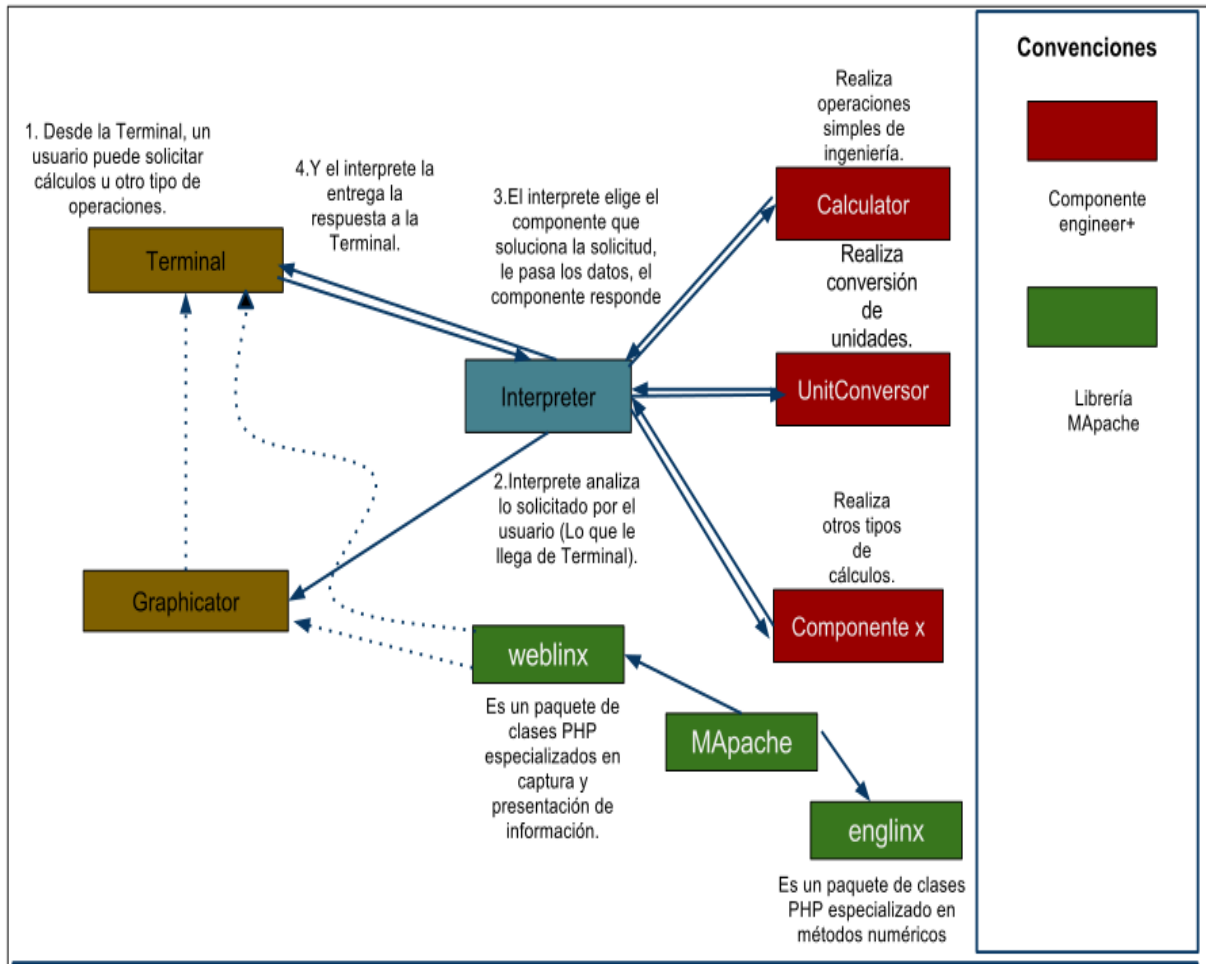 Convenciones
Componente
engineer+
Librería
MApache
1. Desde la Terminal, un
usuario puede solicitar
cálculos u otro tipo de
operaciones.
Terminal
4.Y el interprete la
entrega la
respuesta a la
Terminal.
3.El interprete elige el
componente que
soluciona la solicitud,
le pasa los datos, el
componente responde
Realiza
operaciones
simples de
ingeniería.
Calculator
Realiza
conversión
de
unidades.
Interpreter
UnitConversor
2.Interprete analiza
lo solicitado por el
usuario (Lo que le
llega de Terminal).
Realiza
otros tipos
de
cálculos.
Graphicator
Componente x
weblinx
Es un paquete de
clases PHP
especializados en
captura y
presentación de
información.
MApache
englinx
Es un paquete de clases
PHP especializado en
métodos numéricos